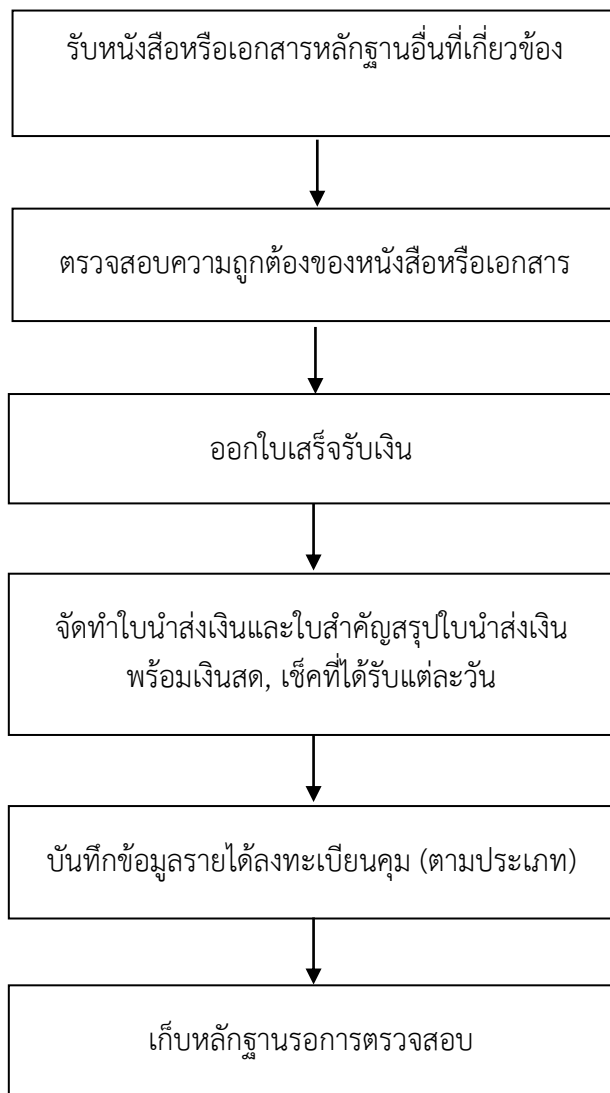 รับหนังสือหรือเอกสารหลักฐานอื่นที่เกี่ยวข้อง
ตรวจสอบความถูกต้องของหนังสือหรือเอกสาร
ออกใบเสร็จรับเงิน
จัดทำใบนำส่งเงินและใบสำคัญสรุปใบนำส่งเงิน
พร้อมเงินสด, เช็คที่ได้รับแต่ละวัน
บันทึกข้อมูลรายได้ลงทะเบียนคุม (ตามประเภท)
เก็บหลักฐานรอการตรวจสอบ